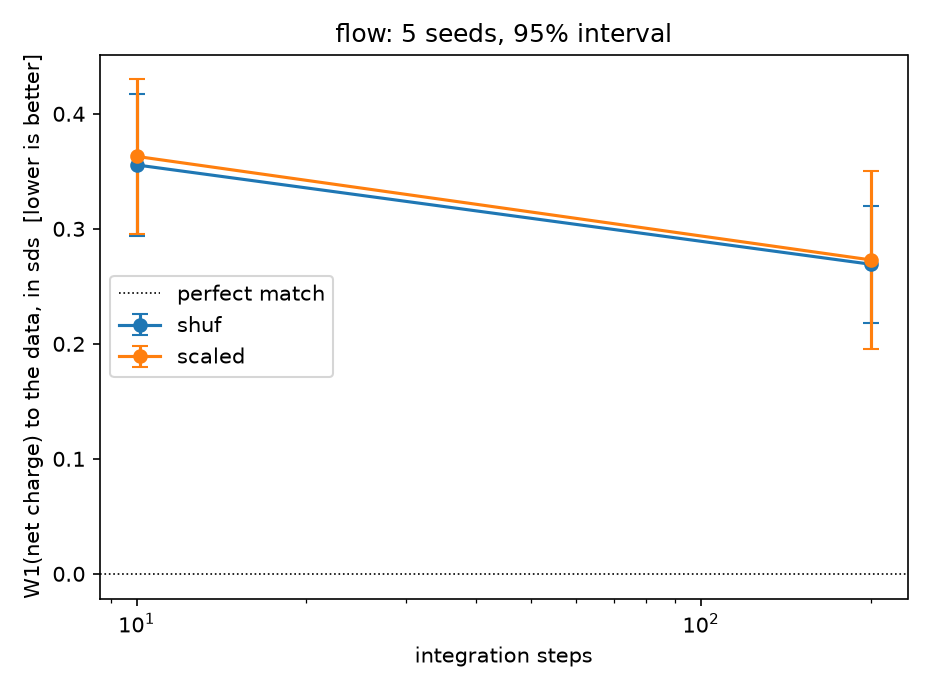 flow: 5 seeds, 95% interval
W1(net charge) to the data, in sds  [lower is better]
0.4
0.3
0.2
0.1
0.0
perfect match
shuf
scaled
10¹
10²
integration steps